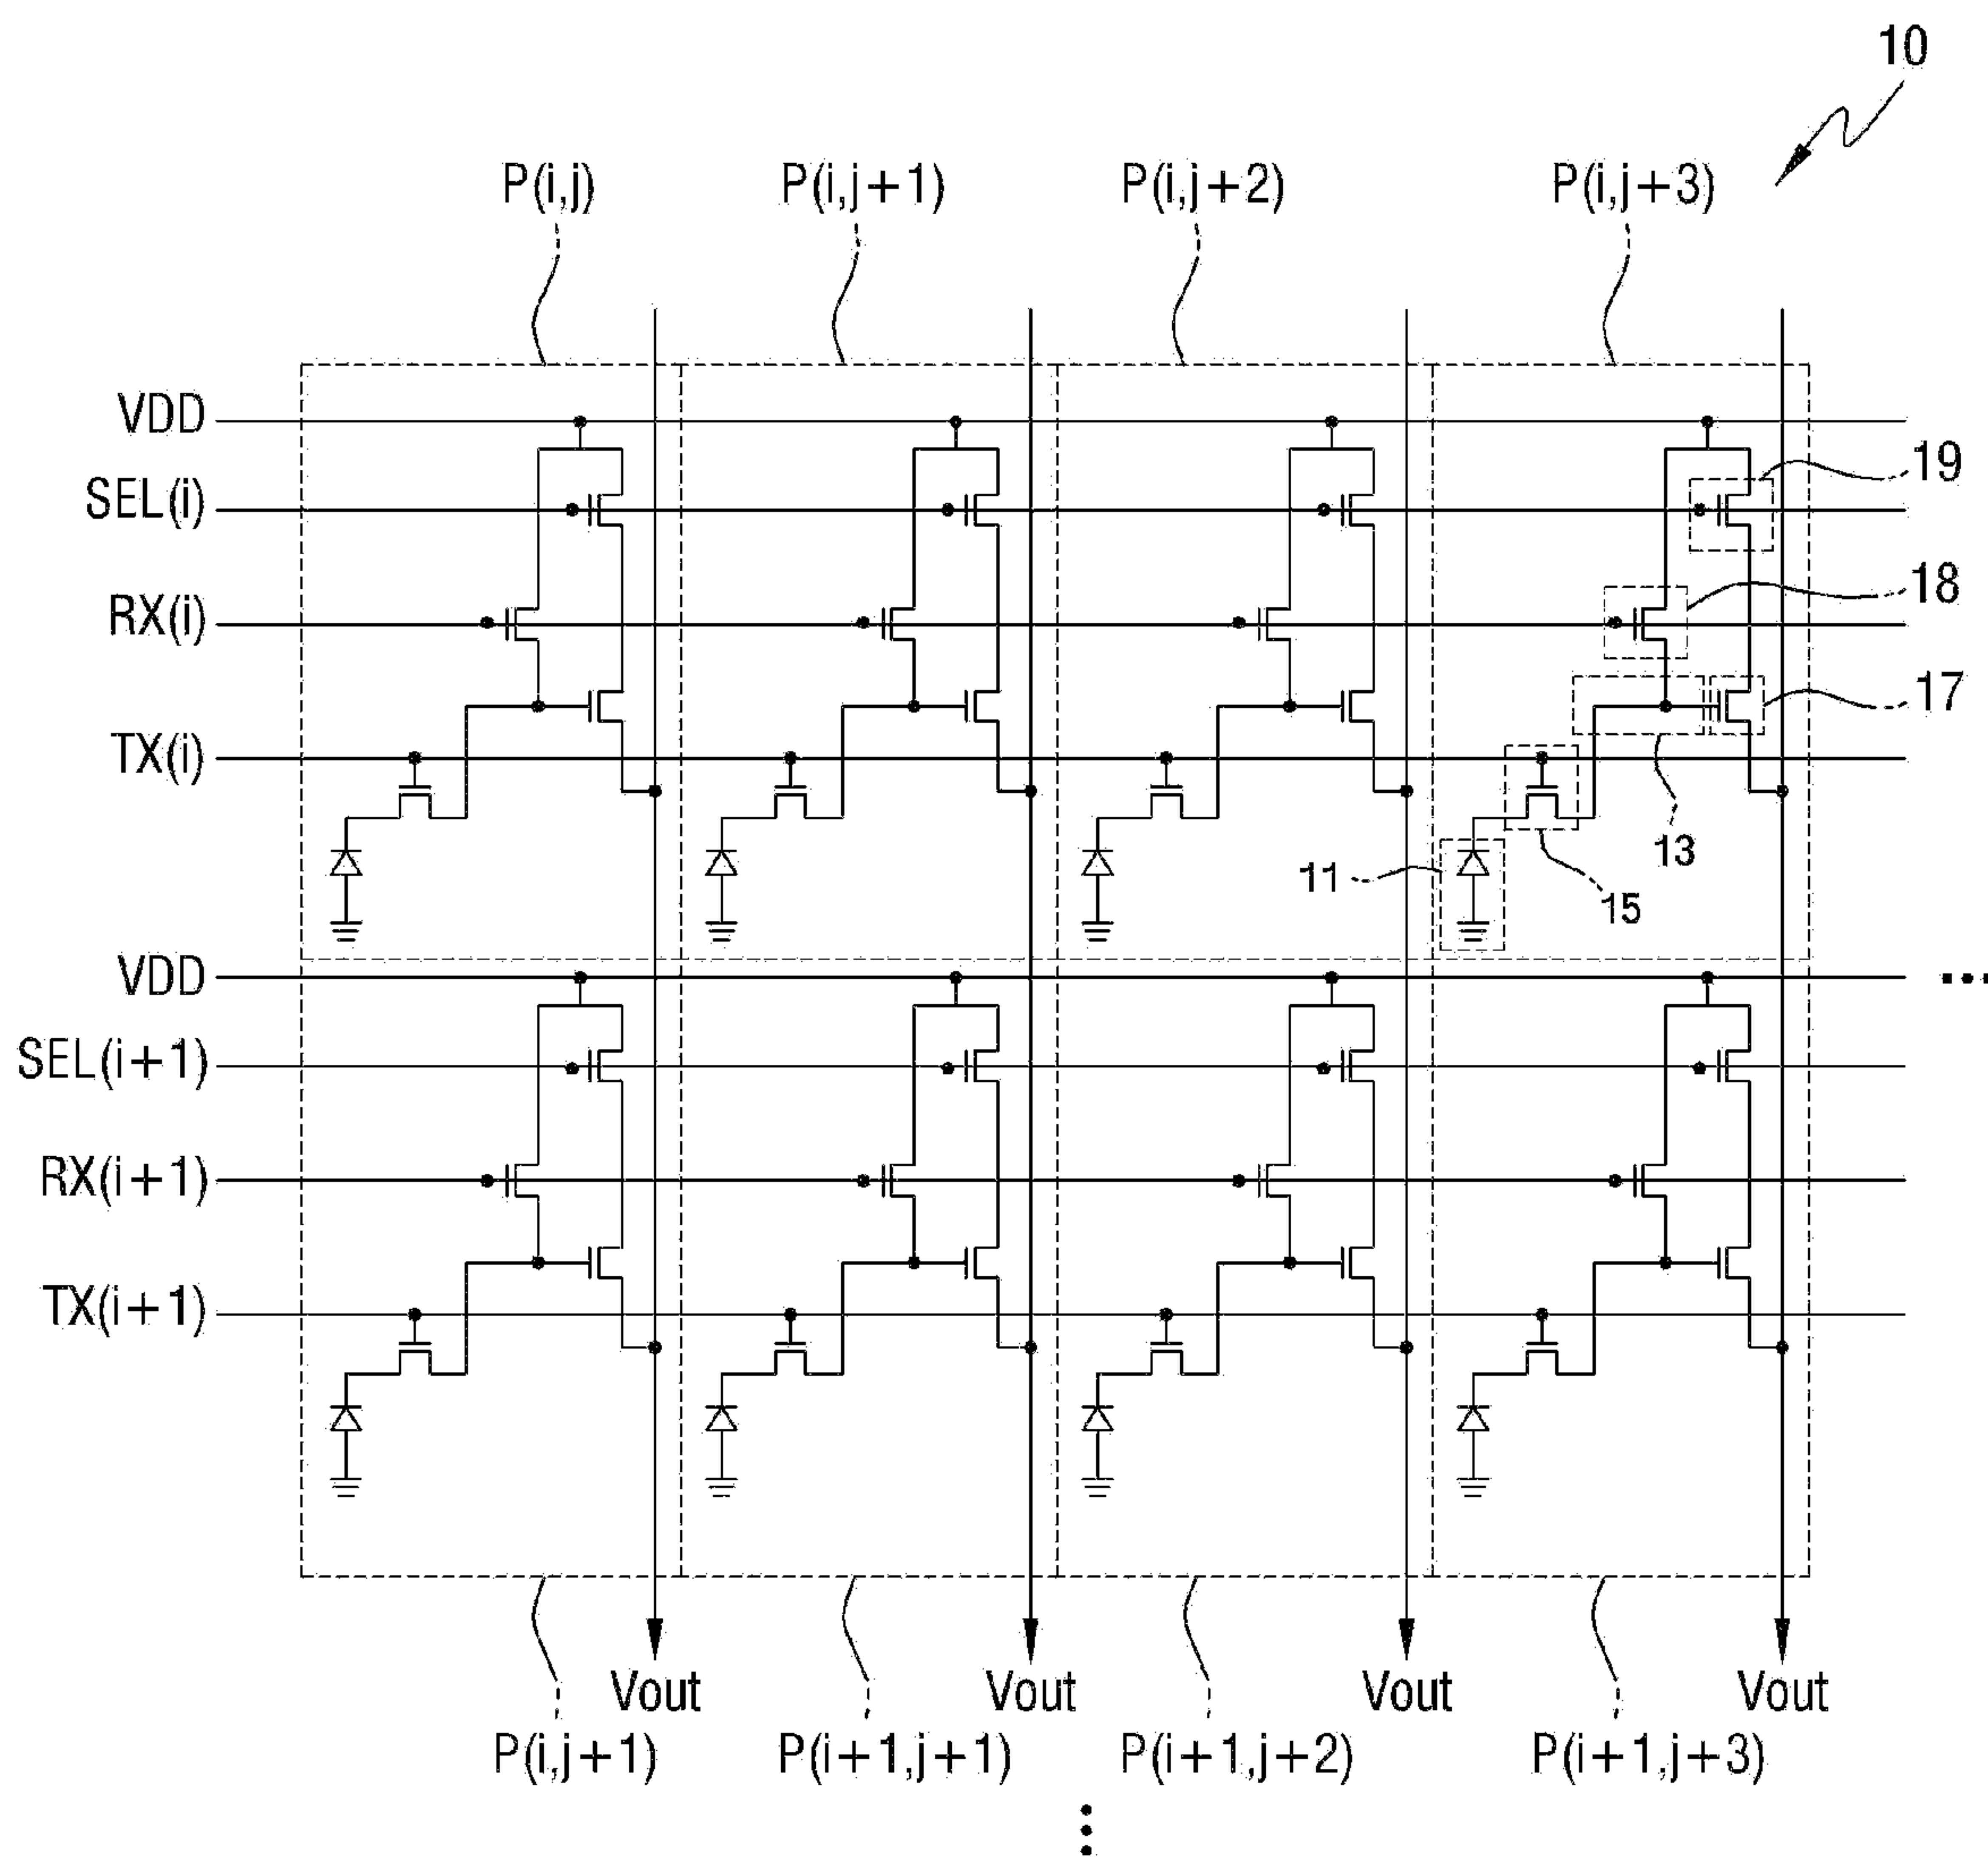 10
P(i,j) P(i,j+1) P(i,j+2) P(i,j+3)
VDD
19
SEL(i)
18
RX(i)
17
TX(i)
13
11
15
VDD
...
SEL(i+1)
RX(i+1)
TX(i+1)
Vout Vout Vout Vout
P(i,j+1) P(i+1,j+1) P(i+1,j+2) P(i+1,j+3)